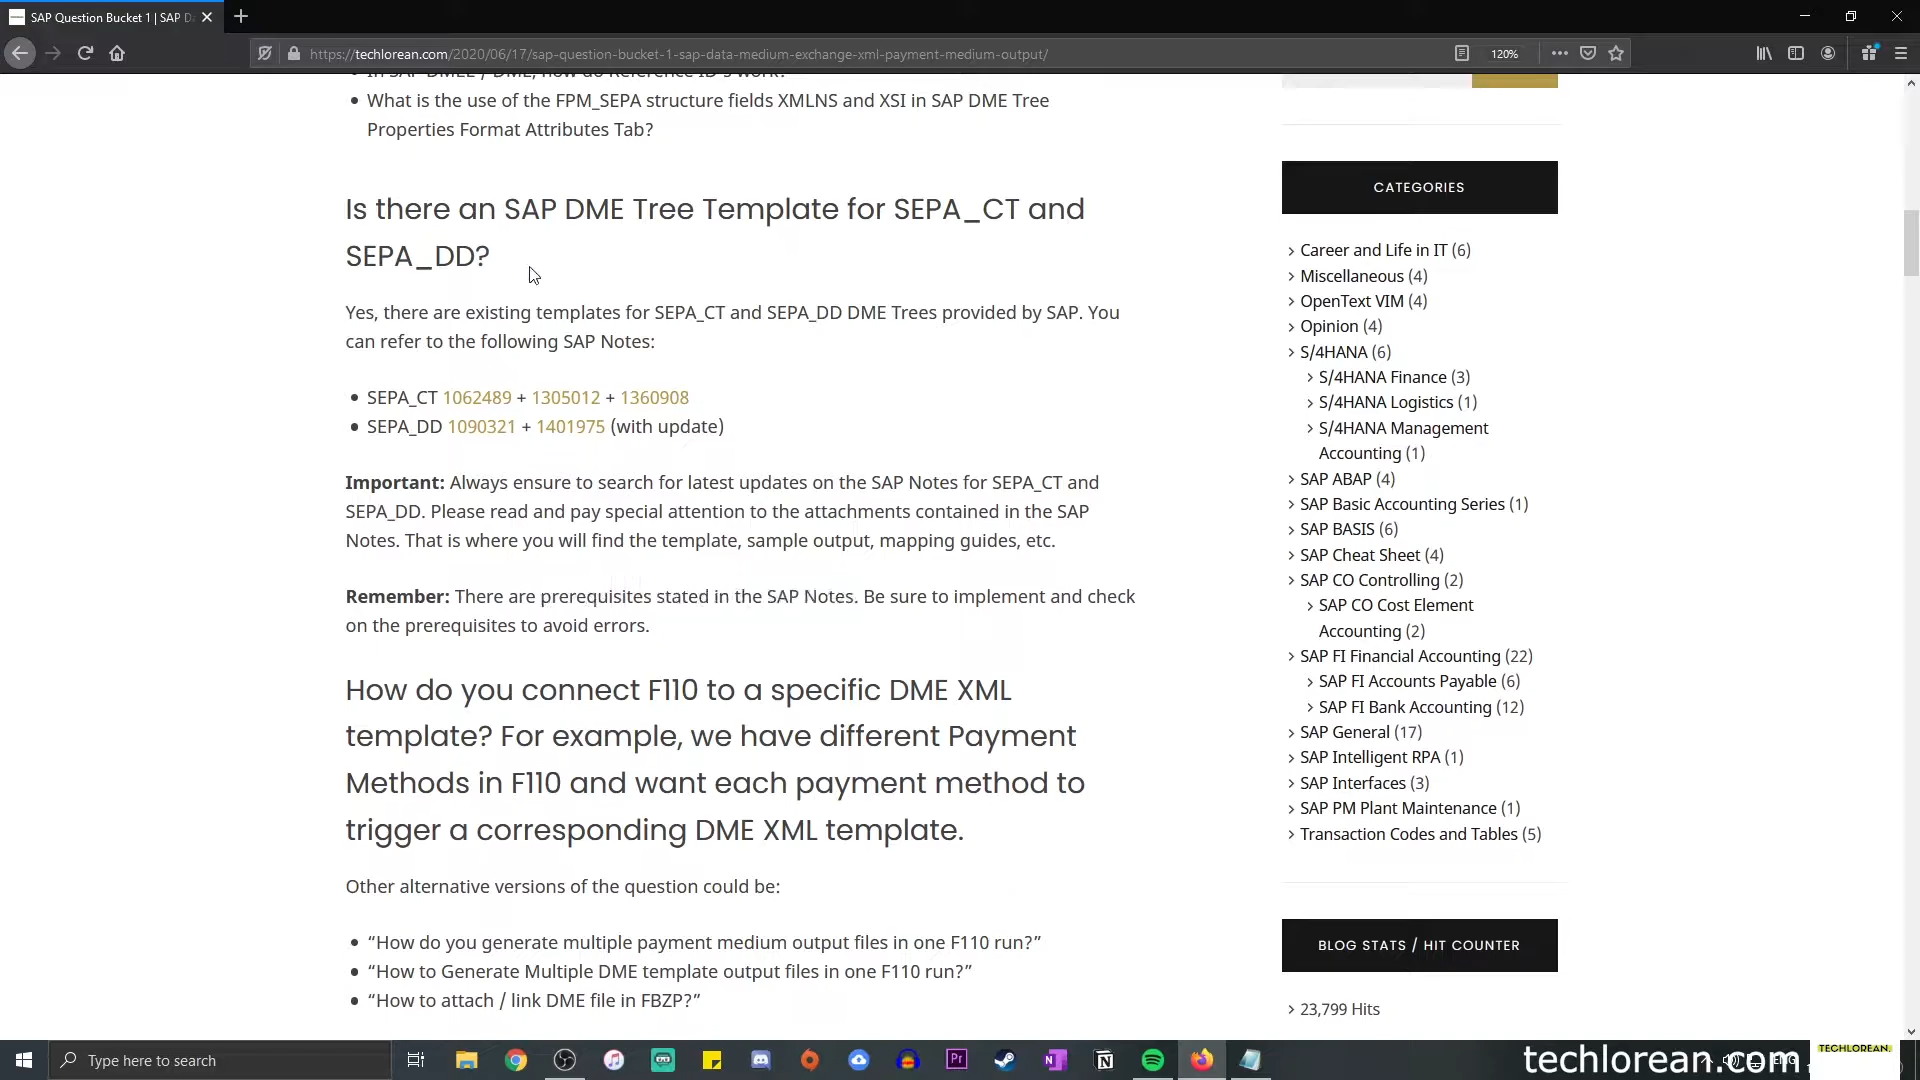 SAP Question Bucket 1 | SAP D
https://techlorean.com/2020/06/17/sap-question-bucket-1-sap-data-medium-exchange-xml-payment-medium-output/
120%
In SAP DMEE / DME, how do Reference ID's work?
What is the use of the FPM_SEPA structure fields XMLNS and XSI in SAP DME Tree
Properties Format Attributes Tab?
Is there an SAP DME Tree Template for SEPA_CT and
SEPA_DD?
Yes, there are existing templates for SEPA_CT and SEPA_DD DME Trees provided by SAP. You
can refer to the following SAP Notes:
SEPA_CT 1062489 + 1305012 + 1360908
SEPA_DD 1090321 + 1401975 (with update)
Important: Always ensure to search for latest updates on the SAP Notes for SEPA_CT and
SEPA_DD. Please read and pay special attention to the attachments contained in the SAP
Notes. That is where you will find the template, sample output, mapping guides, etc.
Remember: There are prerequisites stated in the SAP Notes. Be sure to implement and check
on the prerequisites to avoid errors.
How do you connect F110 to a specific DME XML
template? For example, we have different Payment
Methods in F110 and want each payment method to
trigger a corresponding DME XML template.
Other alternative versions of the question could be:
“How do you generate multiple payment medium output files in one F110 run?”
“How to Generate Multiple DME template output files in one F110 run?”
“How to attach / link DME file in FBZP?”
CATEGORIES
Career and Life in IT (6)
Miscellaneous (4)
OpenText VIM (4)
Opinion (4)
S/4HANA (6)
S/4HANA Finance (3)
S/4HANA Logistics (1)
S/4HANA Management
Accounting (1)
SAP ABAP (4)
SAP Basic Accounting Series (1)
SAP BASIS (6)
SAP Cheat Sheet (4)
SAP CO Controlling (2)
SAP CO Cost Element
Accounting (2)
SAP FI Financial Accounting (22)
SAP FI Accounts Payable (6)
SAP FI Bank Accounting (12)
SAP General (17)
SAP Intelligent RPA (1)
SAP Interfaces (3)
SAP PM Plant Maintenance (1)
Transaction Codes and Tables (5)
BLOG STATS / HIT COUNTER
23,799 Hits
Type here to search
techlorean.com
TECHLOREAN.